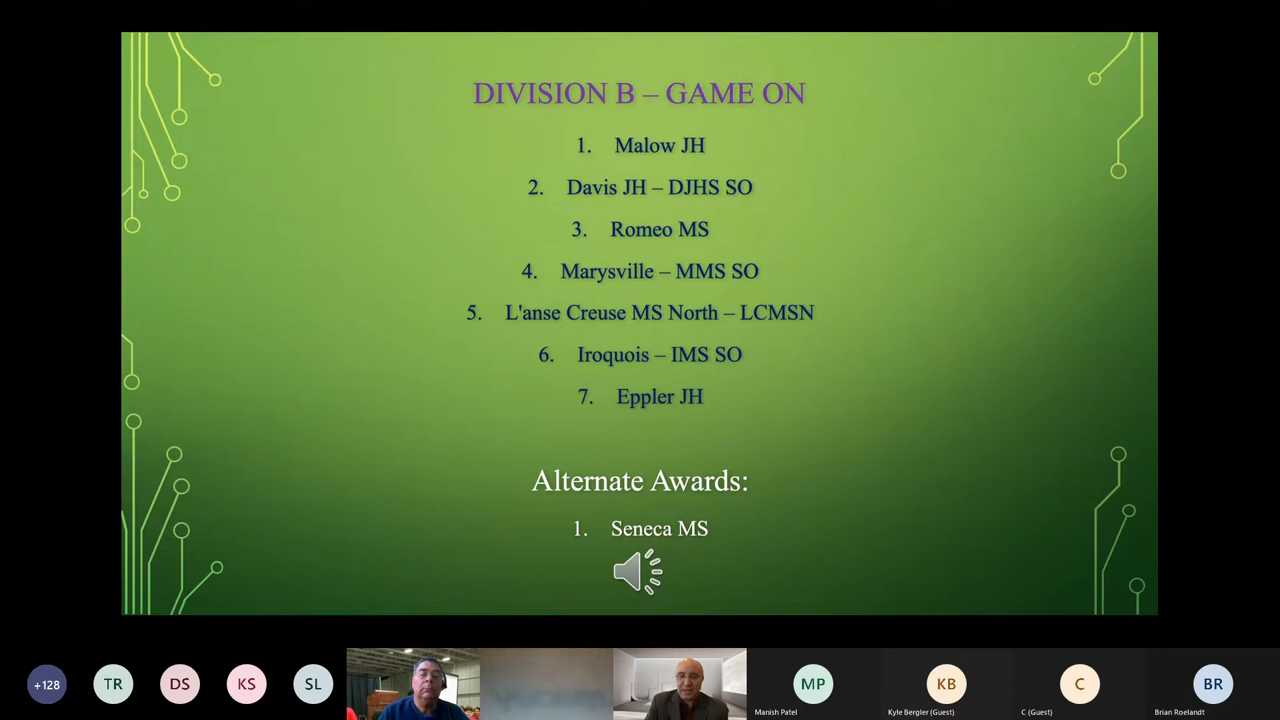 DIVISION B – GAME ON
1. Malow JH
2. Davis JH – DJHS SO
3. Romeo MS
4. Marysville – MMS SO
5. L'anse Creuse MS North – LCMSN
6. Iroquois – IMS SO
7. Eppler JH
Alternate Awards:
1. Seneca MS
+128 TR DS KS SL MP KB C BR
Manish Patel Kyle Bergler (Guest) C (Guest) Brian Roelandt